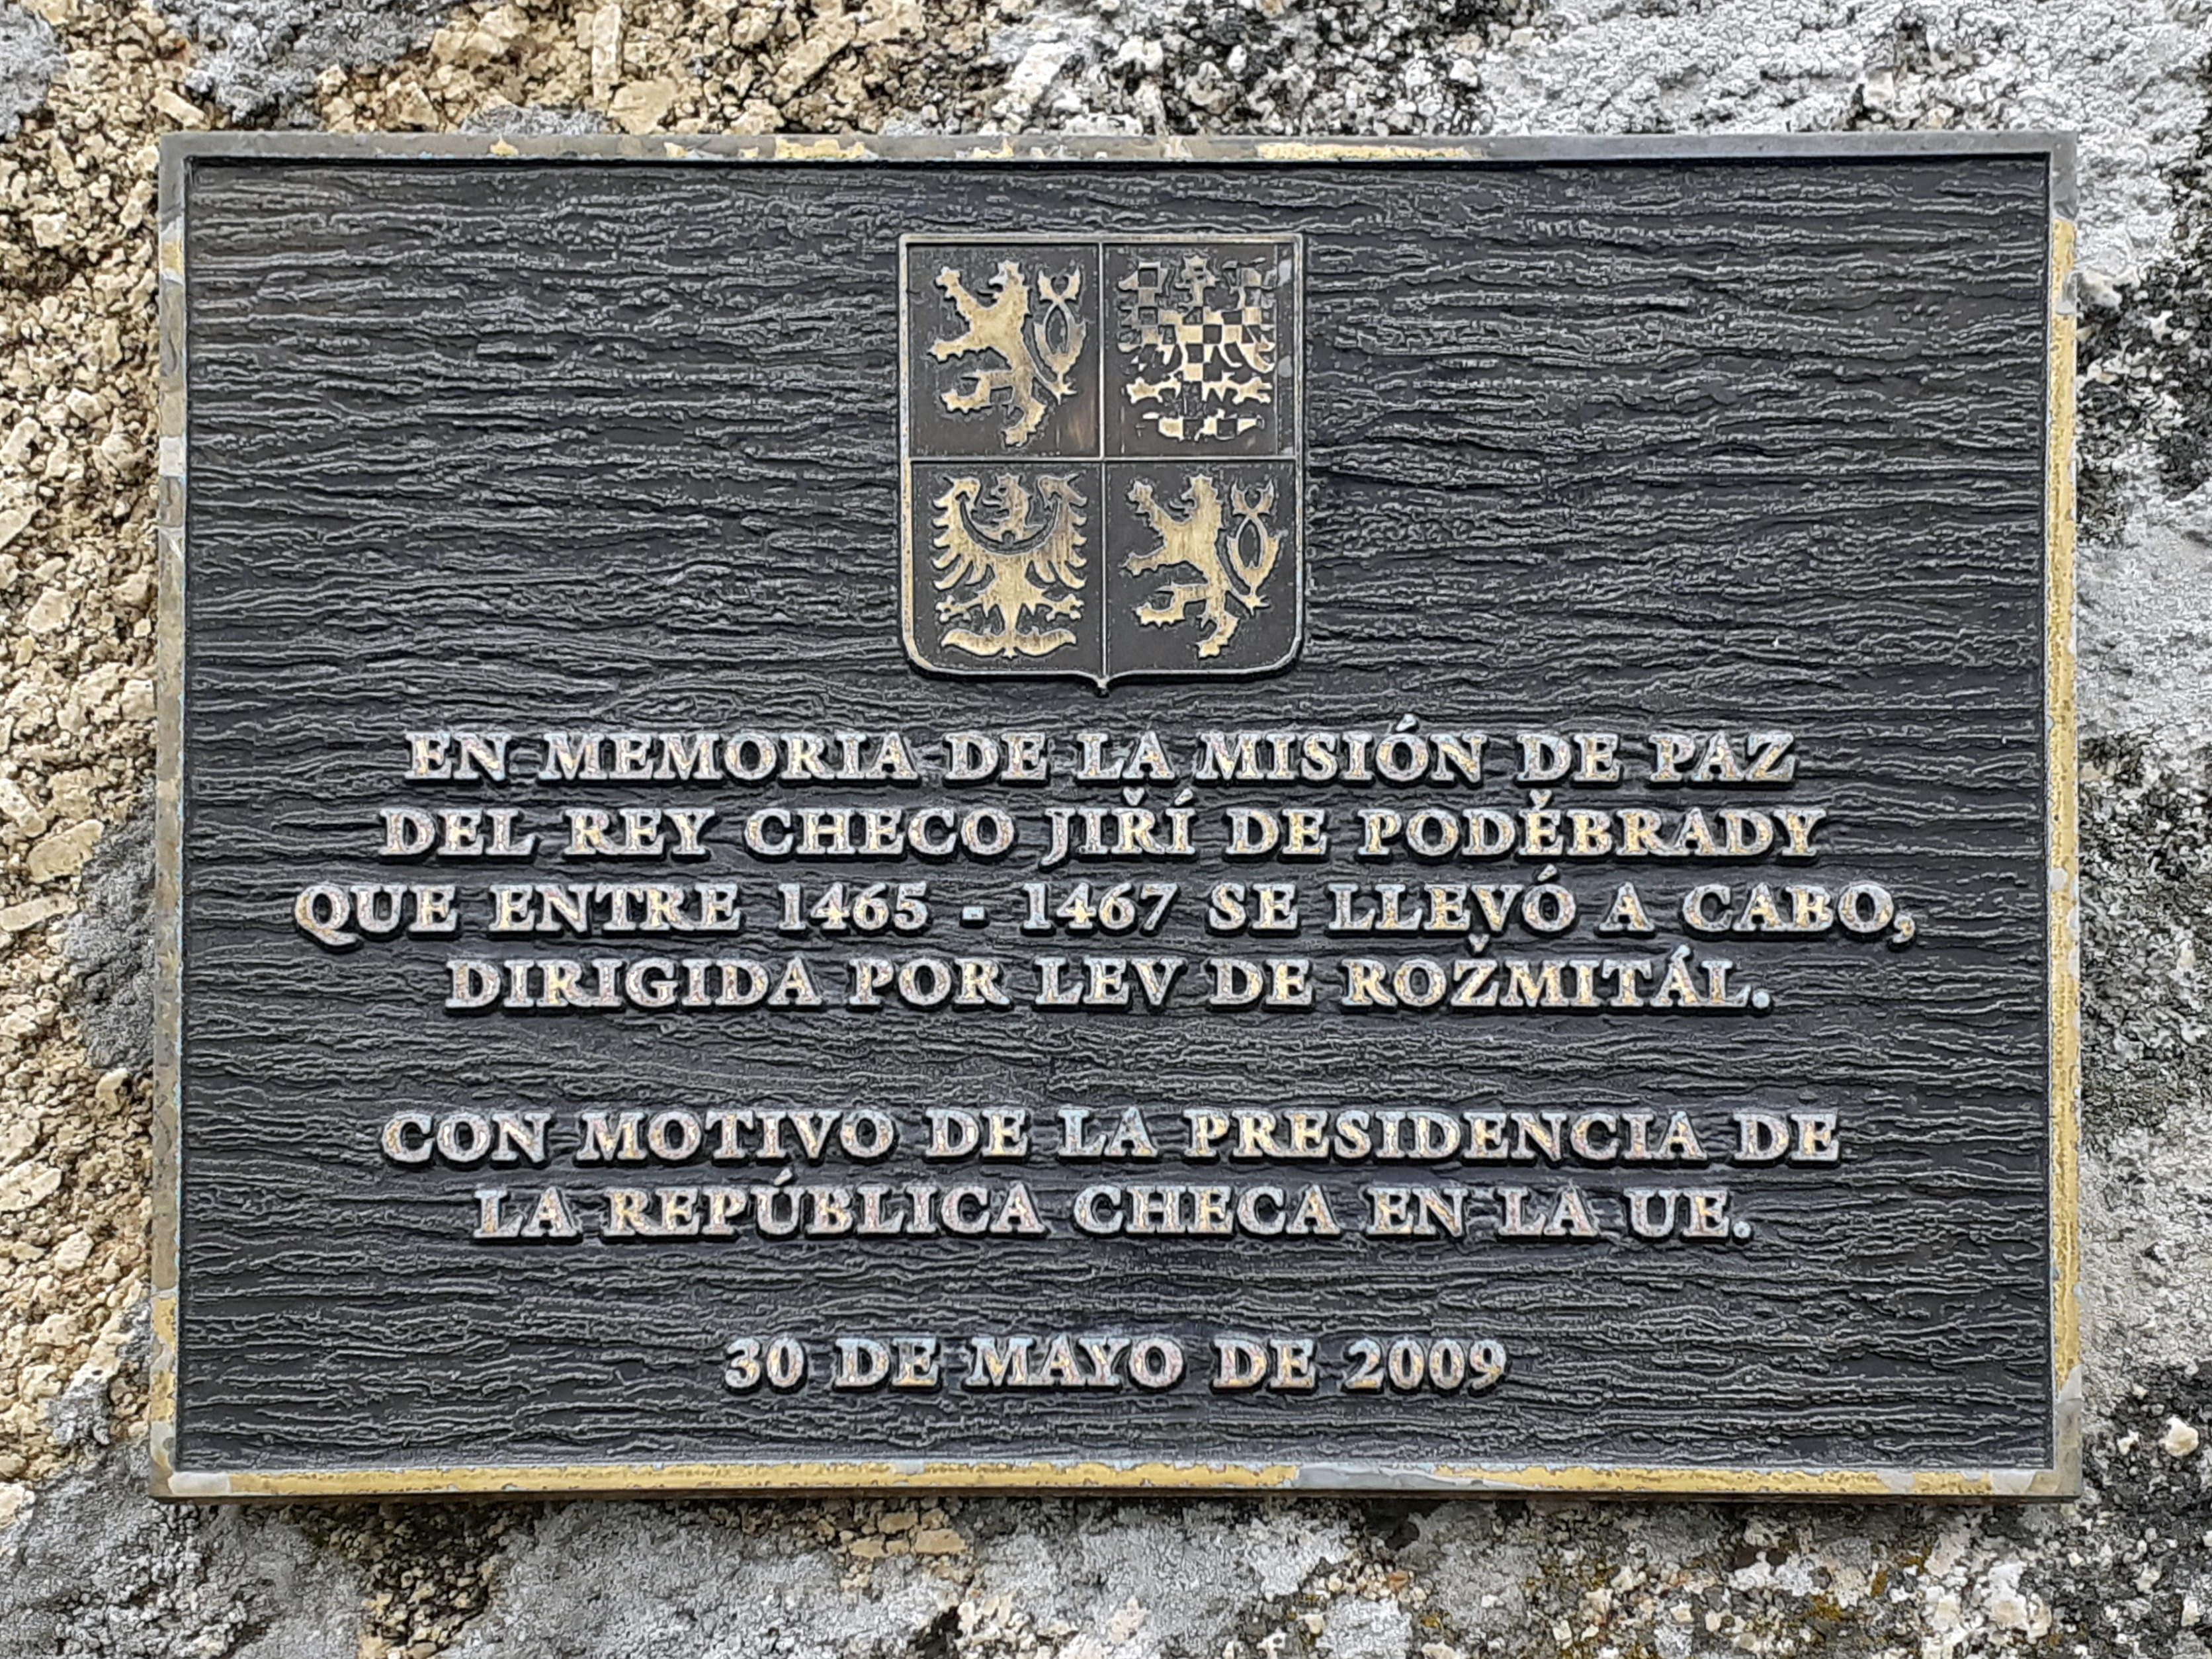 EN MEMORIA DE LA MISIÓN DE PAZ
DEL REY CHECO JIŘÍ DE PODĚBRADY
QUE ENTRE 1465 - 1467 SE LLEVÓ A CABO,
DIRIGIDA POR LEV DE ROŽMITÁL.
CON MOTIVO DE LA PRESIDENCIA DE
LA REPÚBLICA CHECA EN LA UE.
30 DE MAYO DE 2009